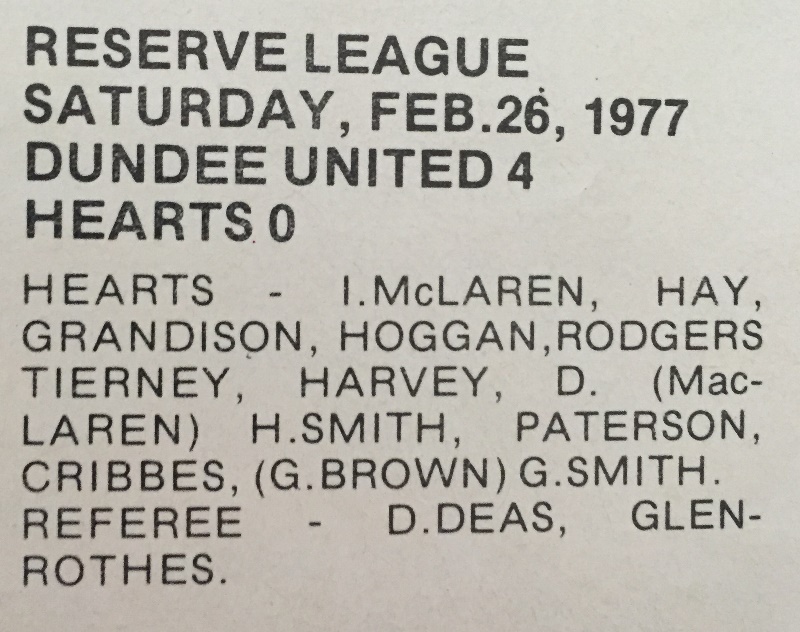 RESERVE LEAGUE
SATURDAY, FEB.26, 1977
DUNDEE UNITED 4
HEARTS 0
HEARTS - I.McLAREN, HAY,
GRANDISON, HOGGAN,RODGERS
TIERNEY, HARVEY, D. (Mac-
LAREN) H.SMITH, PATERSON,
CRIBBES, (G.BROWN) G.SMITH.
REFEREE - D.DEAS, GLEN-
ROTHES.